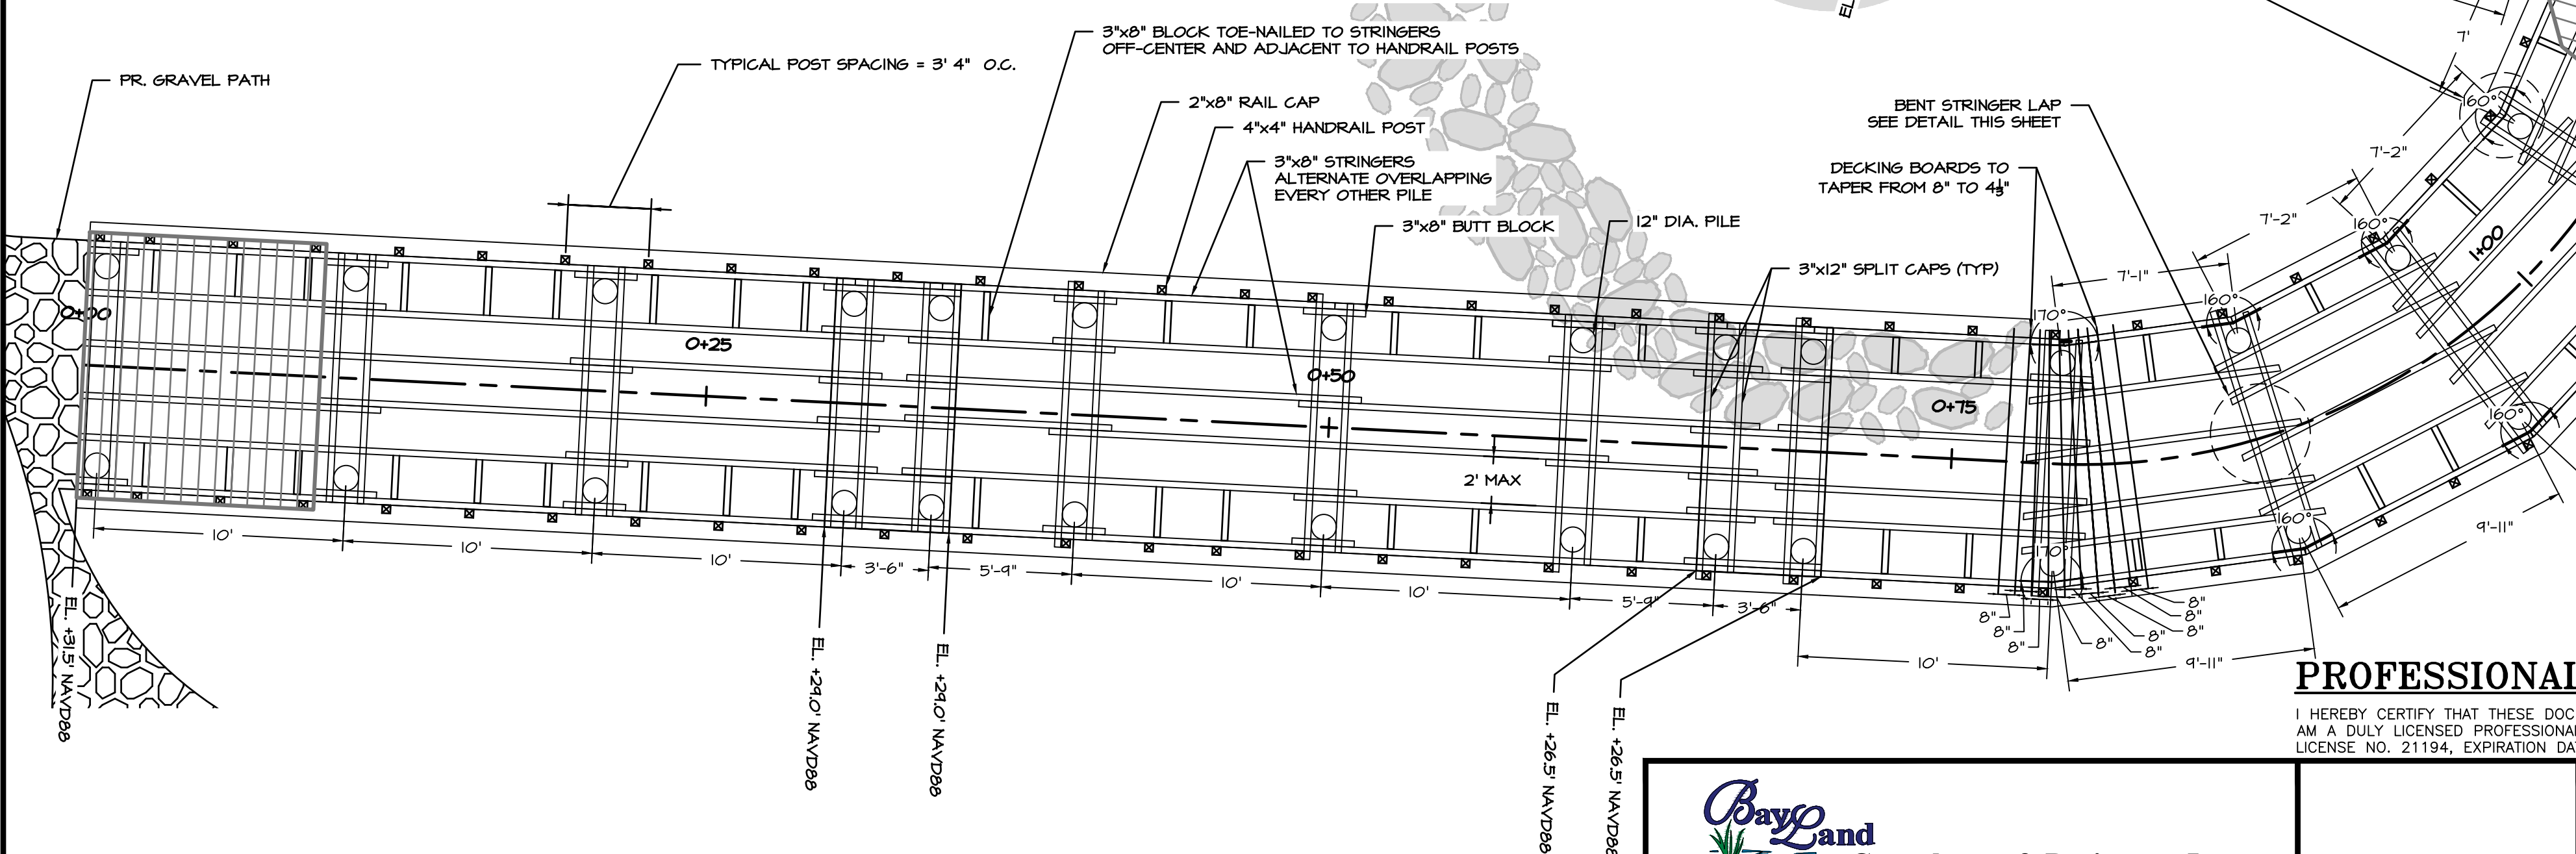 EL
7'
160°
3"x8" BLOCK TOE-NAILED TO STRINGERS
OFF-CENTER AND ADJACENT TO HANDRAIL POSTS
TYPICAL POST SPACING = 3' 4" O.C.
PR. GRAVEL PATH
2"x8" RAIL CAP
4"x4" HANDRAIL POST
3"x8" STRINGERS
ALTERNATE OVERLAPPING
EVERY OTHER PILE
3"x8" BUTT BLOCK
12" DIA. PILE
3"x12" SPLIT CAPS (TYP)
BENT STRINGER LAP
SEE DETAIL THIS SHEET
DECKING BOARDS TO
TAPER FROM 8" TO 4⅓"
7'-2"
7'-2"
7'-1"
160°
160°
170°
0+00
0+25
0+50
0+75
1+00
2' MAX
160°
160°
170°
10'
10'
10'
3'-6"
5'-9"
10'
10'
5'-9"
3'-6"
10'
9'-11"
9'-11"
8"
8"
8"
8"
8"
8"
8"
8"
8"
EL. +31.5' NAVD88
EL. +29.0' NAVD88
EL. +29.0' NAVD88
EL. +26.5' NAVD88
EL. +26.5' NAVD88
PROFESSIONAL
I HEREBY CERTIFY THAT THESE DOC
AM A DULY LICENSED PROFESSIONA
LICENSE NO. 21194, EXPIRATION DA
BayLand